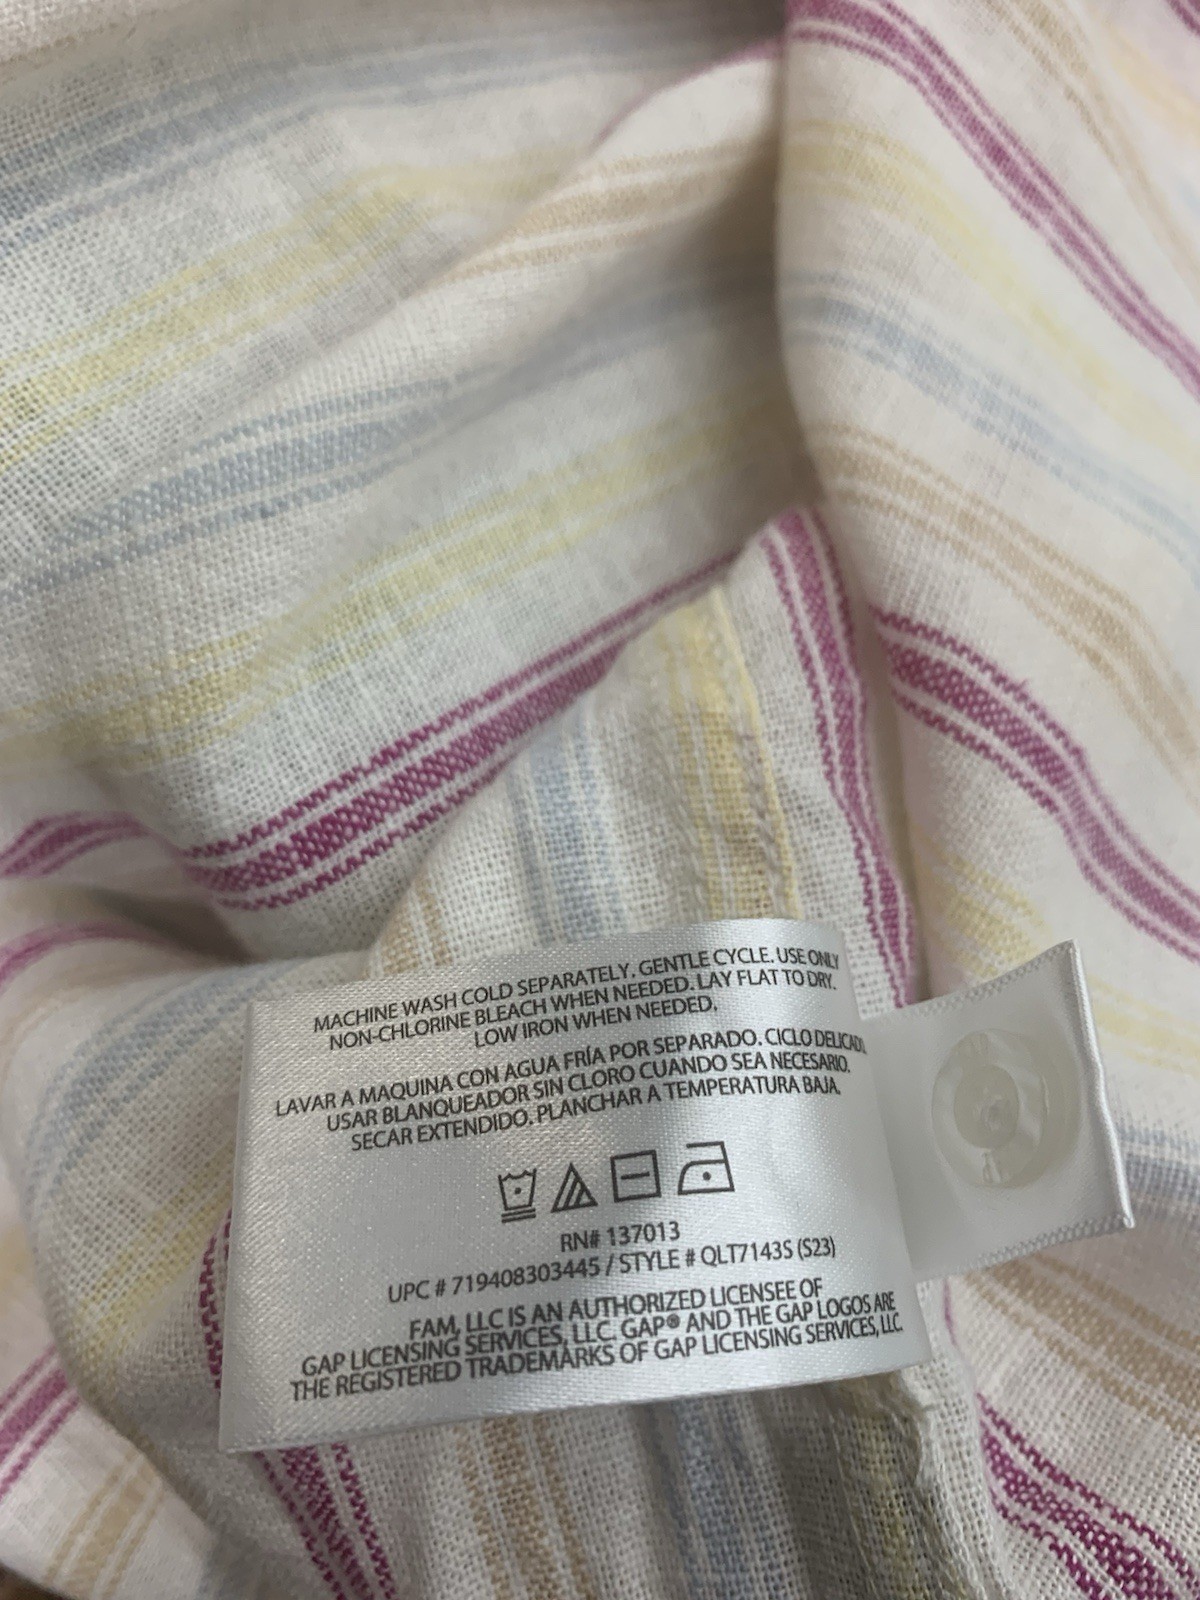 MACHINE WASH COLD SEPARATELY. GENTLE CYCLE. USE ONLY
NON-CHLORINE BLEACH WHEN NEEDED. LAY FLAT TO DRY.
LOW IRON WHEN NEEDED.
LAVAR A MAQUINA CON AGUA FRÍA POR SEPARADO. CICLO DELICADO.
USAR BLANQUEADOR SIN CLORO CUANDO SEA NECESARIO.
SECAR EXTENDIDO. PLANCHAR A TEMPERATURA BAJA.
RN# 137013
UPC # 719408303445 / STYLE # QLT7143S (S23)
FAM, LLC IS AN AUTHORIZED LICENSEE OF
GAP LICENSING SERVICES, LLC. GAP® AND THE GAP LOGOS ARE
THE REGISTERED TRADEMARKS OF GAP LICENSING SERVICES, LLC.